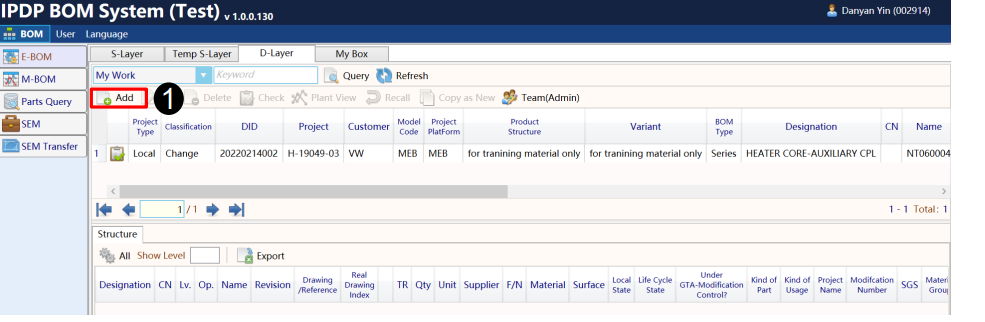 IPDP BOM System (Test) v 1.0.0.130
Danyan Yin (002914)
BOM User Language
E-BOM
M-BOM
Parts Query
SEM
SEM Transfer
S-Layer Temp S-Layer D-Layer My Box
My Work Keyword Query Refresh
Add 1 Delete Check Plant View Recall Copy as New Team(Admin)
Project Type Classification DID Project Customer Model Code Project Platform Product Structure Variant BOM Type Designation CN Name
1 Local Change 20220214002 H-19049-03 VW MEB MEB for tranining material only for tranining material only Series HEATER CORE-AUXILIARY CPL NT060004
1 / 1
1 - 1 Total: 1
Structure
All Show Level Export
Designation CN Lv. Op. Name Revision Drawing /Reference Real Drawing Index TR Qty Unit Supplier F/N Material Surface Local State Life Cycle State Under GTA-Modification Control? Kind of Part Kind of Usage Project Name Modifcation Number SGS Materi Group